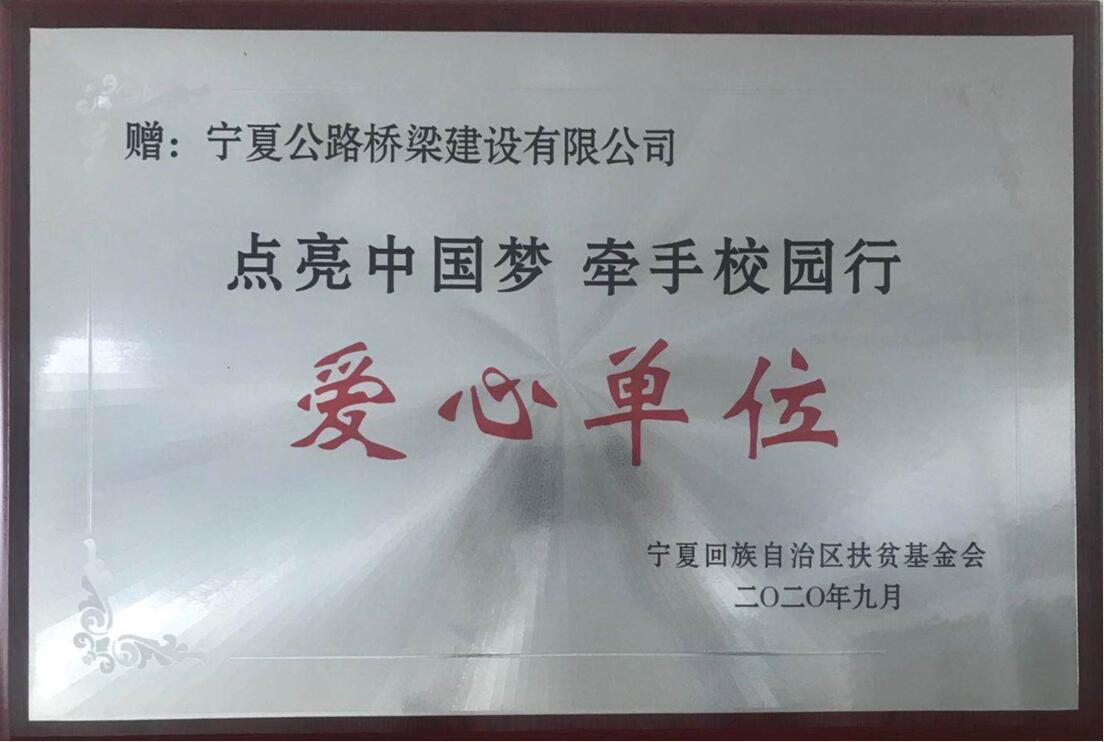 赠：宁夏公路桥梁建设有限公司
点亮中国梦 牵手校园行
爱心单位
宁夏回族自治区扶贫基金会
二〇二〇年九月